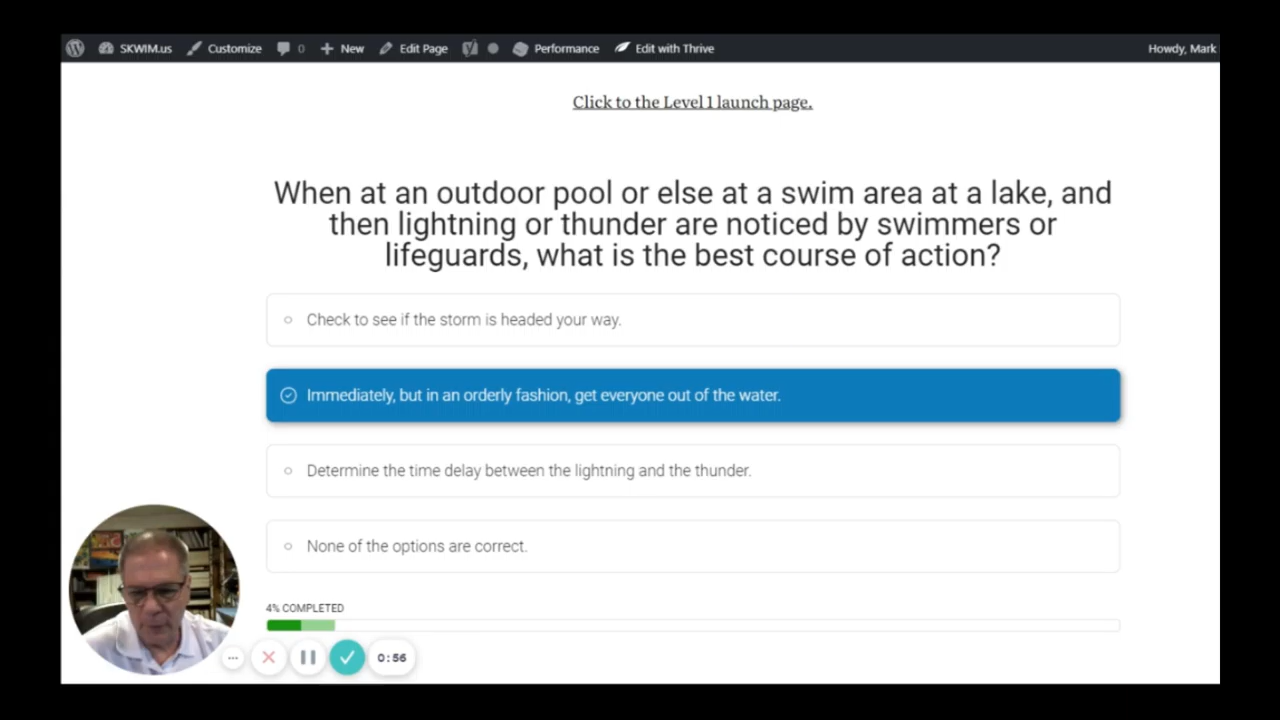 SKWIM.us Customize 0 New Edit Page Performance Edit with Thrive Howdy, Mark
Click to the Level 1 launch page.
When at an outdoor pool or else at a swim area at a lake, and
then lightning or thunder are noticed by swimmers or
lifeguards, what is the best course of action?
Check to see if the storm is headed your way.
Immediately, but in an orderly fashion, get everyone out of the water.
Determine the time delay between the lightning and the thunder.
None of the options are correct.
4% COMPLETED
0:56